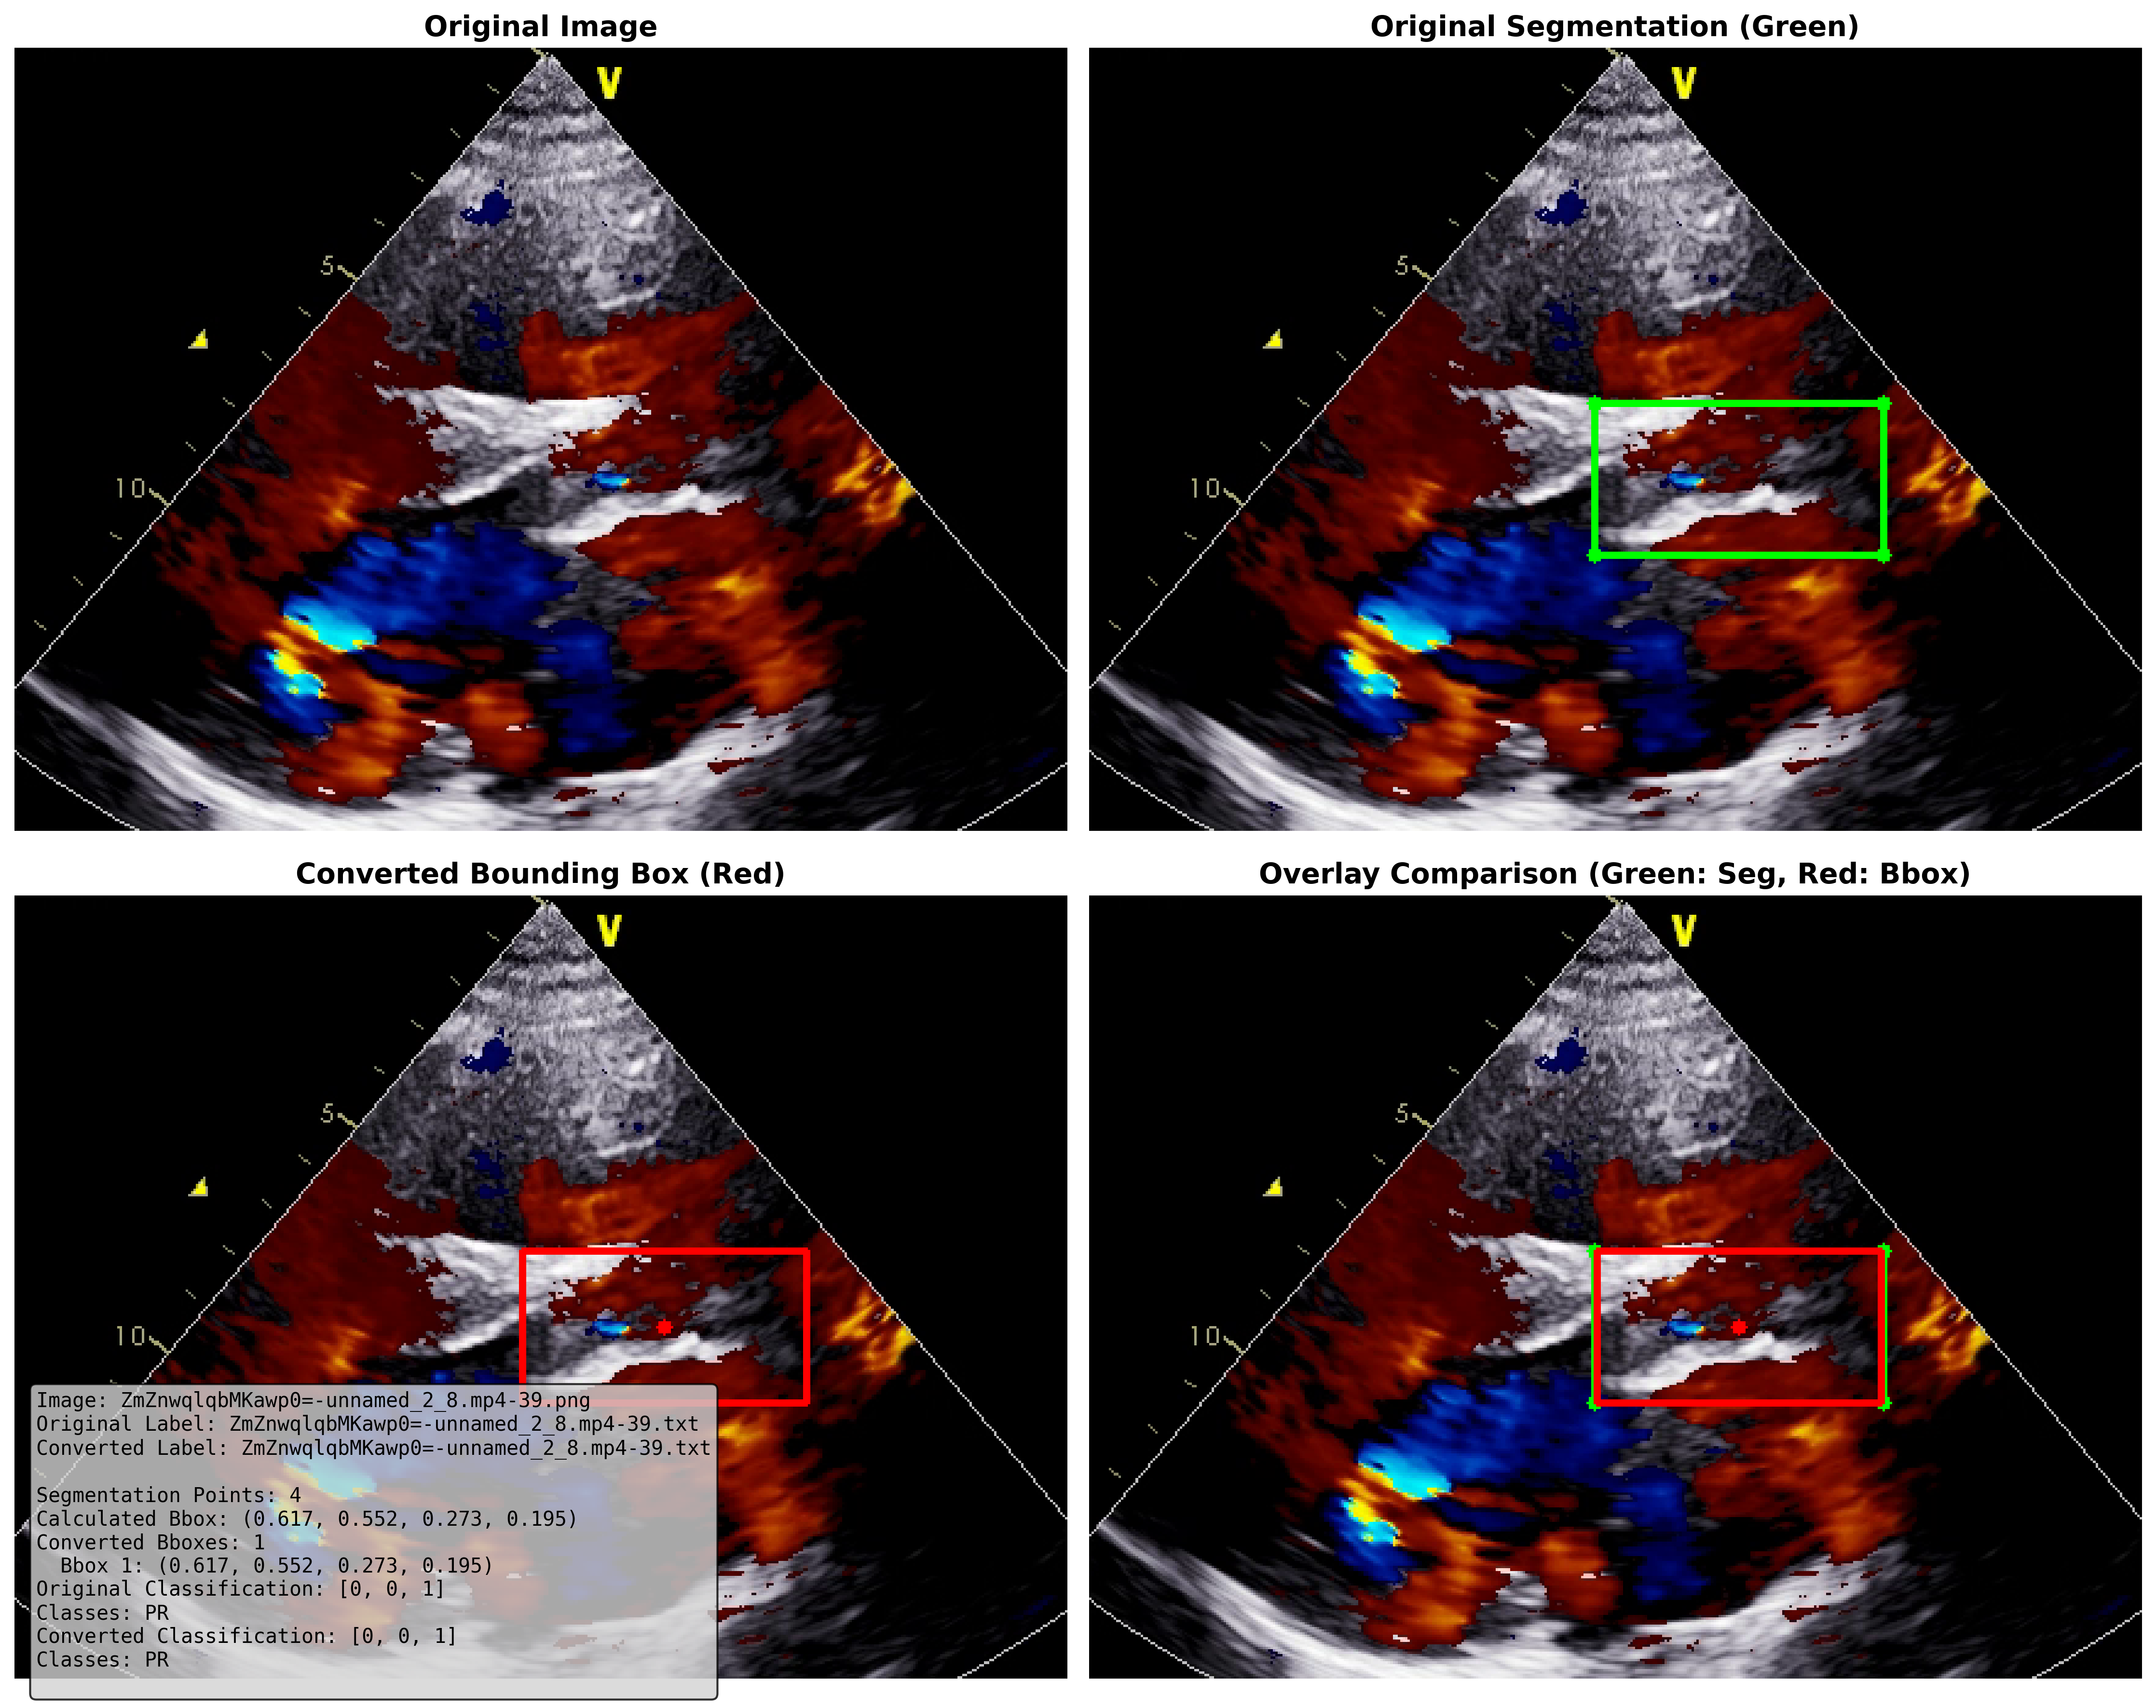 Original Image
Original Segmentation (Green)
V
5
10
V
5
10
Converted Bounding Box (Red)
Overlay Comparison (Green: Seg, Red: Bbox)
V
5
10
V
5
10
Image: ZmZnwqlqbMKawp0=-unnamed_2_8.mp4-39.png
Original Label: ZmZnwqlqbMKawp0=-unnamed_2_8.mp4-39.txt
Converted Label: ZmZnwqlqbMKawp0=-unnamed_2_8.mp4-39.txt
Segmentation Points: 4
Calculated Bbox: (0.617, 0.552, 0.273, 0.195)
Converted Bboxes: 1
Bbox 1: (0.617, 0.552, 0.273, 0.195)
Original Classification: [0, 0, 1]
Classes: PR
Converted Classification: [0, 0, 1]
Classes: PR